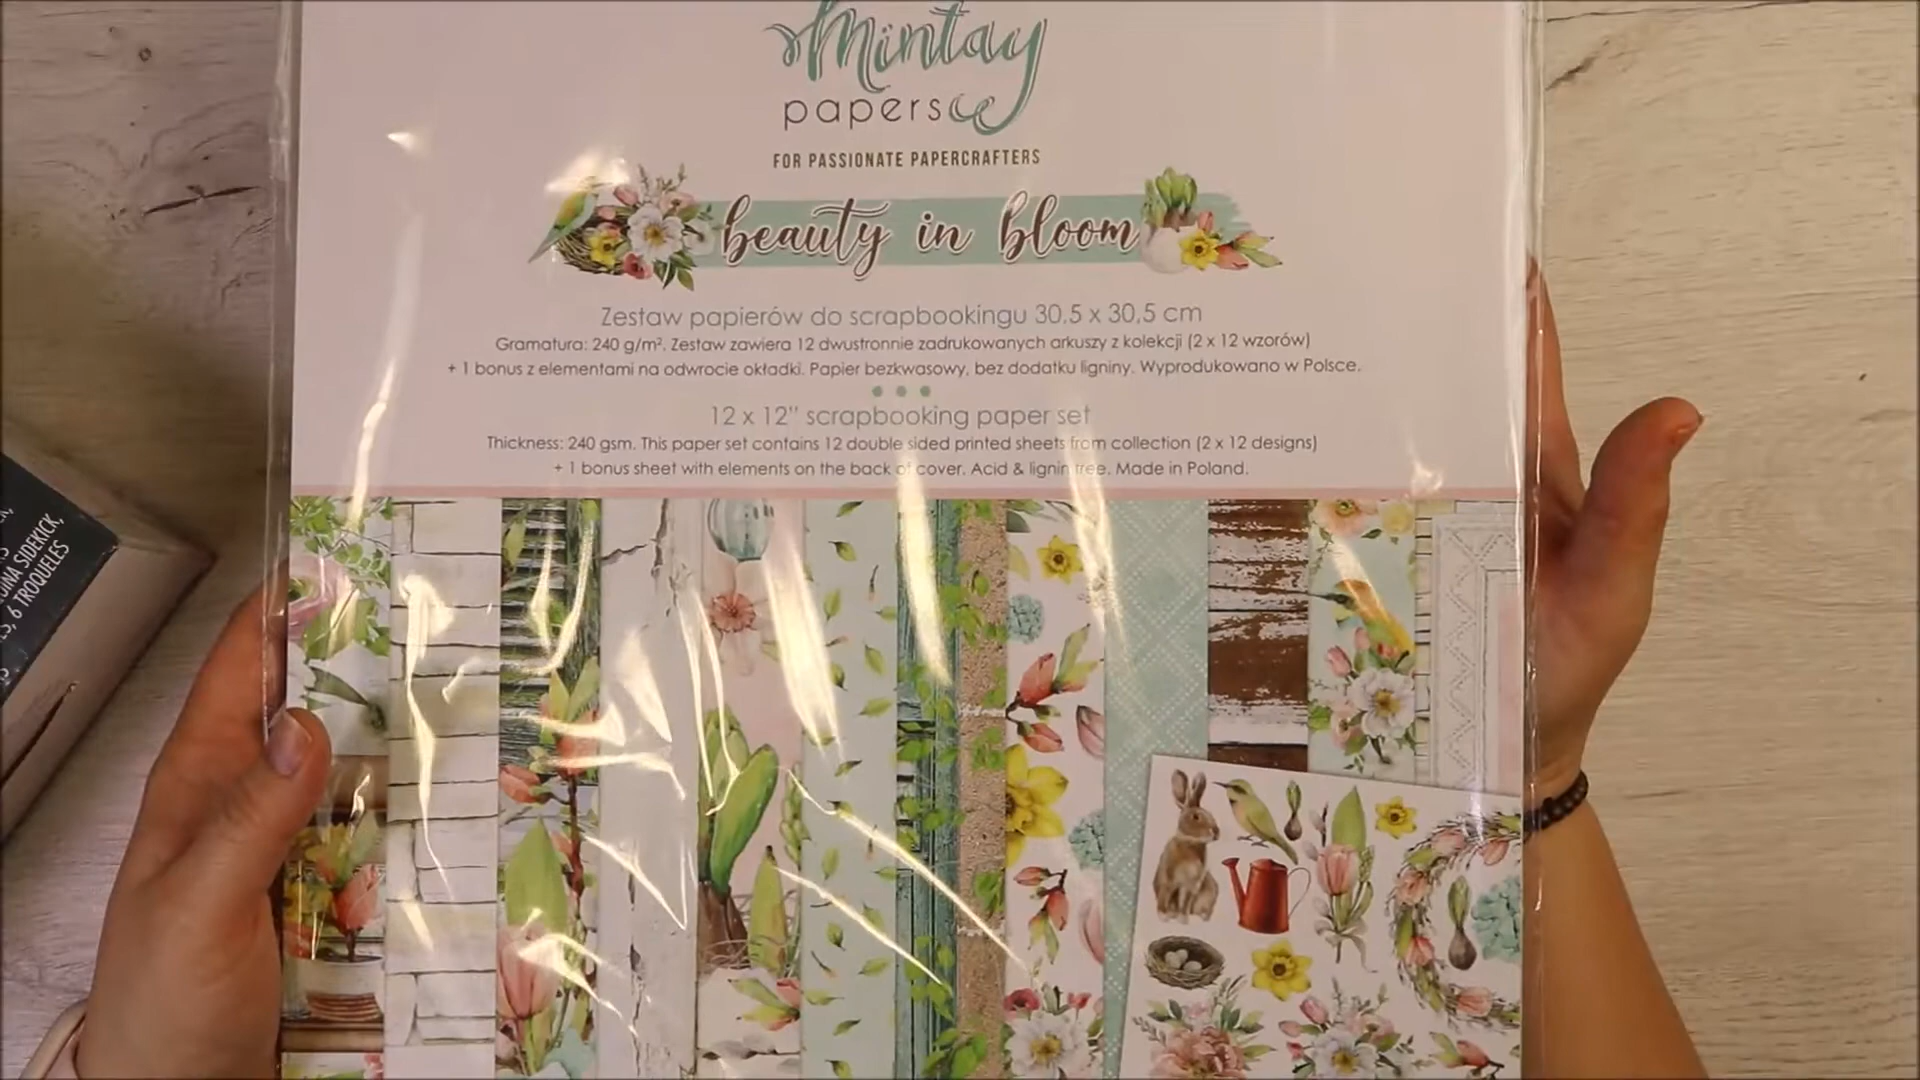 Mintay
papers
FOR PASSIONATE PAPERCRAFTERS
beauty in bloom
Zestaw papierów do scrapbookingu 30,5 x 30,5 cm
Gramatura: 240 g/m². Zestaw zawiera 12 dwustronnie zadrukowanych arkuszy z kolekcji (2 x 12 wzorów)
+ 1 bonus z elementami na odwrocie okładki. Papier bezkwasowy, bez dodatku ligniny. Wyprodukowano w Polsce.
12 x 12" scrapbooking paper set
Thickness: 240 gsm. This paper set contains 12 double sided printed sheets from collection (2 x 12 designs)
+ 1 bonus sheet with elements on the back of cover. Acid & lignin free. Made in Poland.
SIDEKICK,
6 TROQUELES